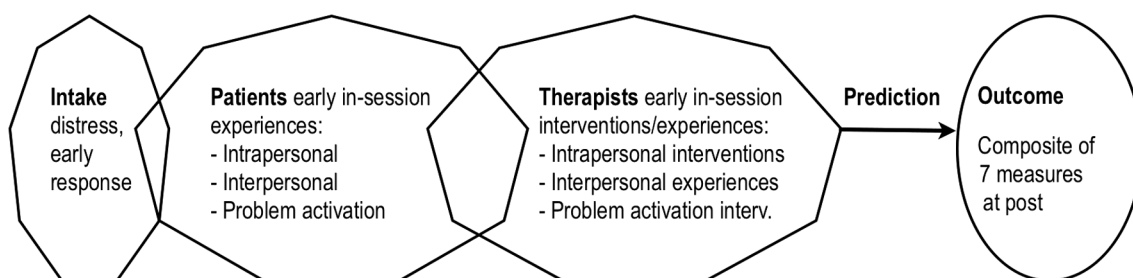 Intake
distress,
early
response
Patients early in-session
experiences:
- Intrapersonal
- Interpersonal
- Problem activation
Therapists early in-session
interventions/experiences:
- Intrapersonal interventions
- Interpersonal experiences
- Problem activation interv.
Prediction
Outcome
Composite of
7 measures
at post